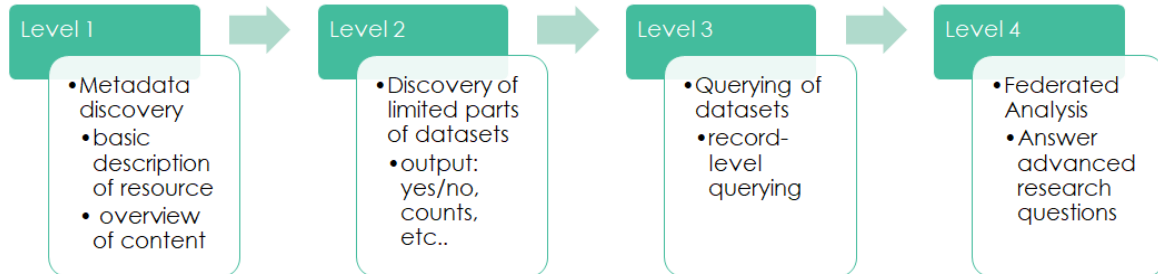 Level 1
•Metadata
discovery
•basic
description
of resource
• overview
of content
Level 2
•Discovery of
limited parts
of datasets
•output:
yes/no,
counts,
etc..
Level 3
•Querying of
datasets
•record-
level
querying
Level 4
•Federated
Analysis
•Answer
advanced
research
questions